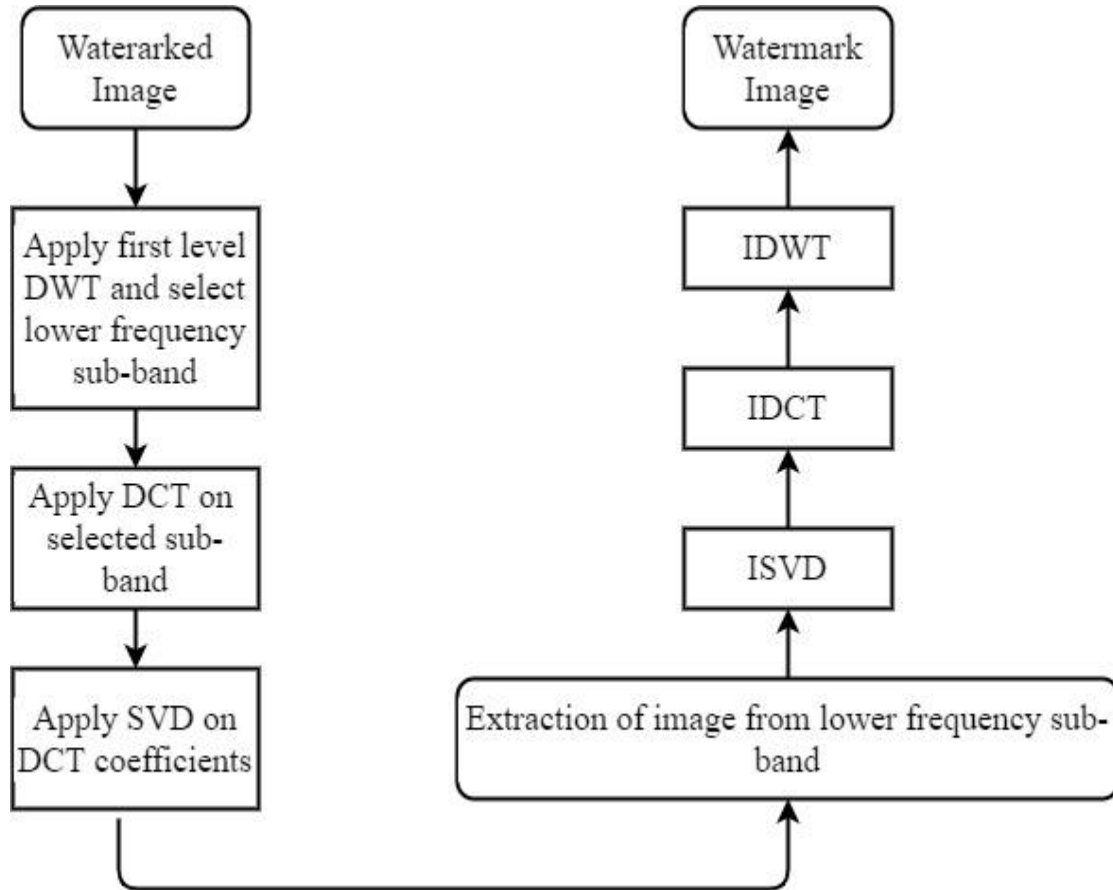 Waterarked
Image
Apply first level
DWT and select
lower frequency
sub-band
Apply DCT on
selected sub-
band
Apply SVD on
DCT coefficients
Extraction of image from lower frequency sub-
band
ISVD
IDCT
IDWT
Watermark
Image